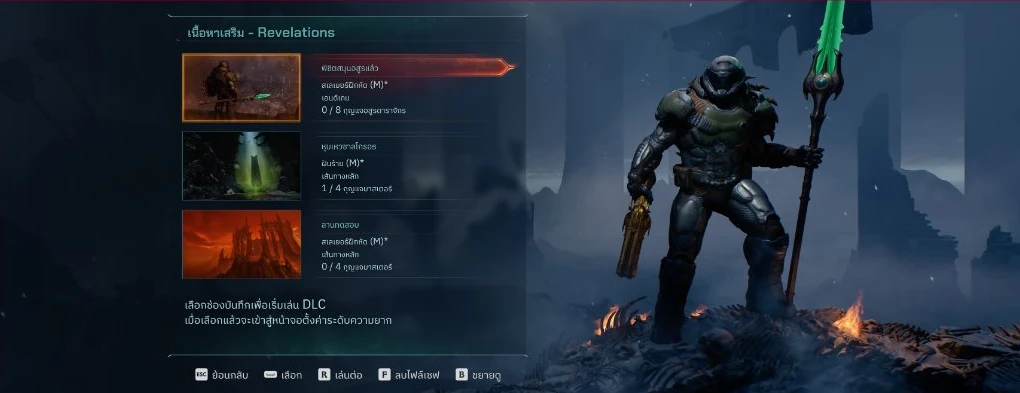 เนื้อหาเสริม - Revelations
พิชิตสมุนอสูรแล้ว
สเลเยอร์ฝึกหัด (M)*
เอนด์เกม
0 / 8 กุญแจอสูรดาราจักร
หุบเหวซาลโกรอธ
ฝันร้าย (M)*
เส้นทางหลัก
1 / 4 กุญแจมาสเตอร์
ลานทดสอบ
สเลเยอร์ฝึกหัด (M)*
เส้นทางหลัก
0 / 4 กุญแจมาสเตอร์
เลือกช่องบันทึกเพื่อเริ่มเล่น DLC
เมื่อเลือกแล้วจะเข้าสู่หน้าจอตั้งค่าระดับความยาก
ESC ย้อนกลับ เลือก R เล่นต่อ F ลบไฟล์เซฟ B ขยายดู